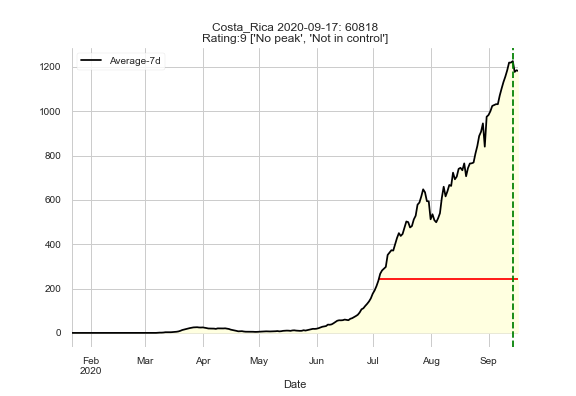 Costa_Rica 2020-09-17: 60818
Rating:9 ['No peak', 'Not in control']
Average-7d
1200
1000
800
600
400
200
0
Feb Mar Apr May Jun Jul Aug Sep
2020
Date